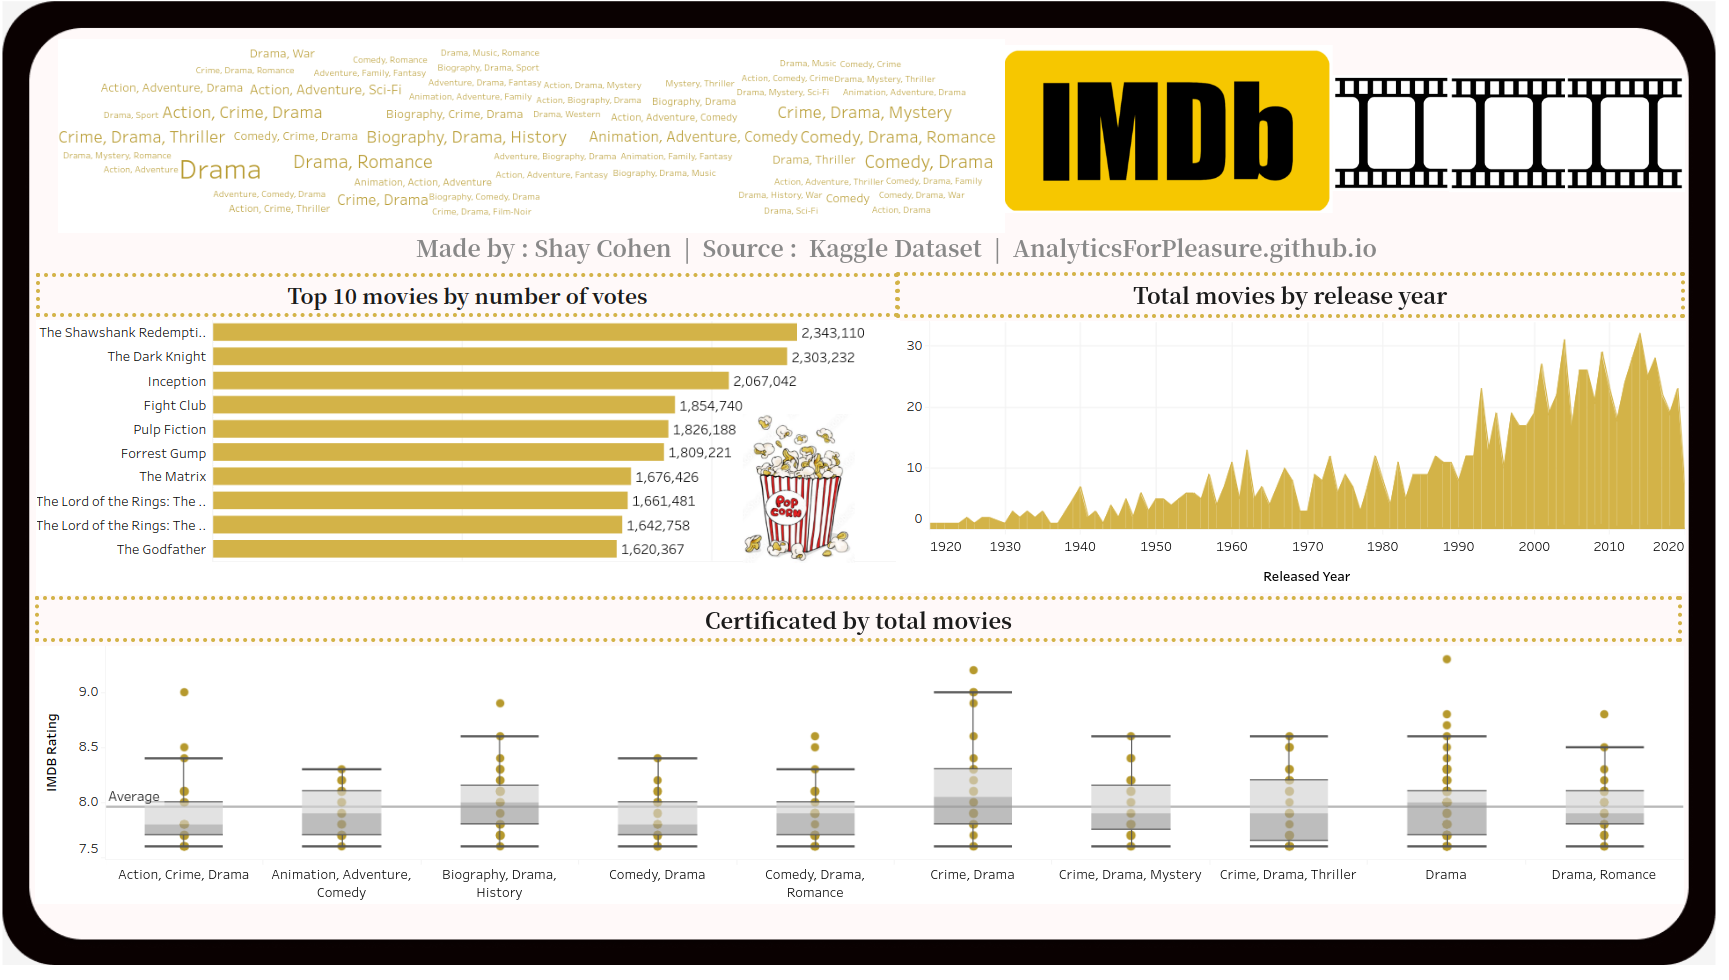 Drama, War
Comedy, Romance
Drama, Music, Romance
Crime, Drama, Romance
Adventure, Family, Fantasy
Biography, Drama, Sport
Action, Adventure, Drama
Action, Adventure, Sci-Fi
Adventure, Drama, Fantasy
Action, Drama, Mystery
Animation, Adventure, Family
Action, Biography, Drama
Drama, Sport
Action, Crime, Drama
Biography, Crime, Drama
Drama, Western
Crime, Drama, Thriller
Comedy, Crime, Drama
Biography, Drama, History
Drama, Mystery, Romance
Action, Adventure
Drama
Drama, Romance
Adventure, Biography, Drama
Animation, Action, Adventure
Action, Adventure, Fantasy
Adventure, Comedy, Drama
Crime, Drama
Biography, Comedy, Drama
Action, Crime, Thriller
Crime, Drama, Film-Noir
Drama, Music
Comedy, Crime
Mystery, Thriller
Action, Comedy, Crime
Drama, Mystery, Thriller
Drama, Mystery, Sci-Fi
Animation, Adventure, Drama
Biography, Drama
Action, Adventure, Comedy
Crime, Drama, Mystery
Animation, Adventure, Comedy
Comedy, Drama, Romance
Animation, Family, Fantasy
Drama, Thriller
Comedy, Drama
Biography, Drama, Music
Action, Adventure, Thriller
Comedy, Drama, Family
Drama, History, War
Comedy
Comedy, Drama, War
Drama, Sci-Fi
Action, Drama
IMDb
Made by : Shay Cohen | Source : Kaggle Dataset | AnalyticsForPleasure.github.io
Top 10 movies by number of votes
The Shawshank Redempti.. 2,343,110
The Dark Knight 2,303,232
Inception 2,067,042
Fight Club 1,854,740
Pulp Fiction 1,826,188
Forrest Gump 1,809,221
The Matrix 1,676,426
The Lord of the Rings: The .. 1,661,481
The Lord of the Rings: The .. 1,642,758
The Godfather 1,620,367
POP
CORN
Total movies by release year
30
20
10
0
1920 1930 1940 1950 1960 1970 1980 1990 2000 2010 2020
Released Year
Certificated by total movies
IMDB Rating
9.0
8.5
8.0
7.5
Average
Action, Crime, Drama
Animation, Adventure,
Comedy
Biography, Drama,
History
Comedy, Drama
Comedy, Drama,
Romance
Crime, Drama
Crime, Drama, Mystery
Crime, Drama, Thriller
Drama
Drama, Romance